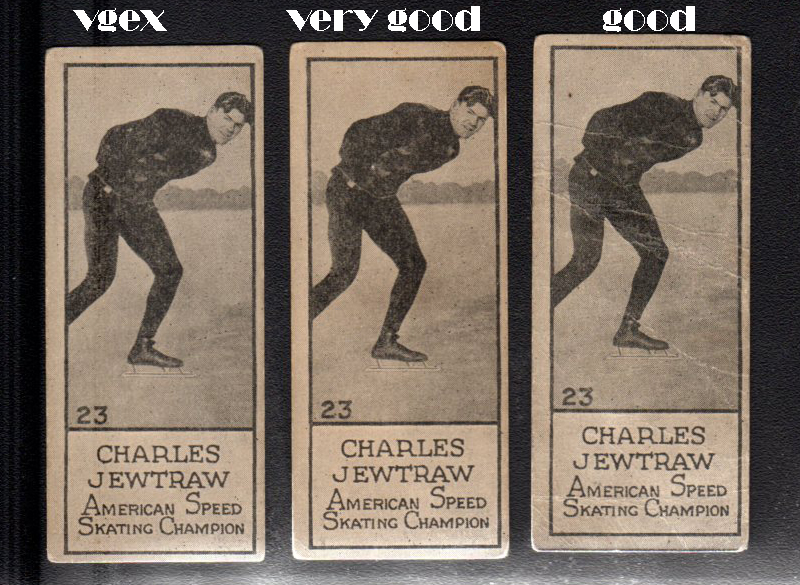 vgex
very good
good
23
CHARLES
JEWTRAW
AMERICAN SPEED
SKATING CHAMPION
23
CHARLES
JEWTRAW
AMERICAN SPEED
SKATING CHAMPION
23
CHARLES
JEWTRAW
AMERICAN SPEED
SKATING CHAMPION